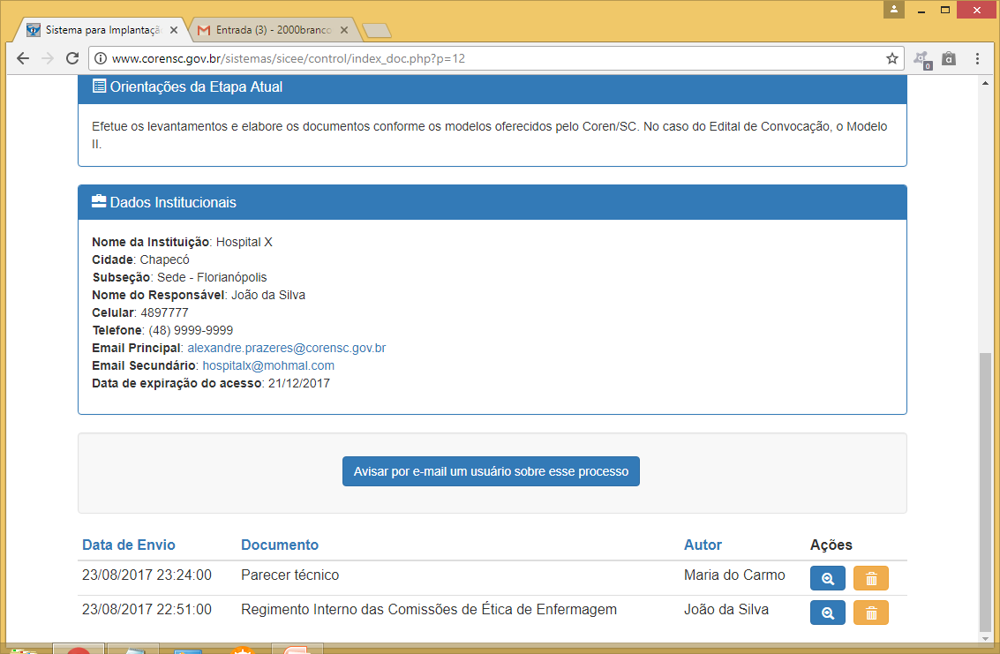 Sistema para Implantaçã
Entrada (3) - 2000branco
www.corensc.gov.br/sistemas/sicee/control/index_doc.php?p=12
0
a
Orientações da Etapa Atual
Efetue os levantamentos e elabore os documentos conforme os modelos oferecidos pelo Coren/SC. No caso do Edital de Convocação, o Modelo
II.
Dados Institucionais
Nome da Instituição: Hospital X
Cidade: Chapecó
Subseção: Sede - Florianópolis
Nome do Responsável: João da Silva
Celular: 4897777
Telefone: (48) 9999-9999
Email Principal: alexandre.prazeres@corensc.gov.br
Email Secundário: hospitalx@mohmal.com
Data de expiração do acesso: 21/12/2017
Avisar por e-mail um usuário sobre esse processo
Data de Envio Documento Autor Ações
23/08/2017 23:24:00 Parecer técnico Maria do Carmo
23/08/2017 22:51:00 Regimento Interno das Comissões de Ética de Enfermagem João da Silva